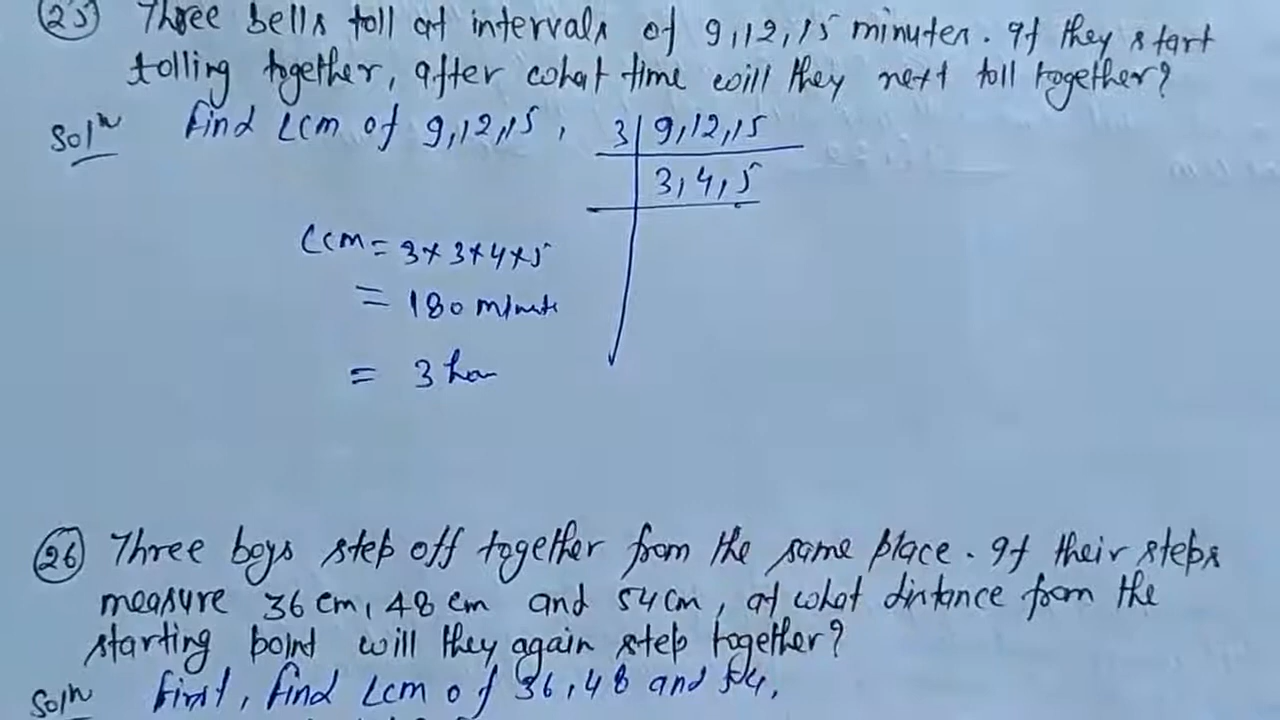 (25) Three bells toll at intervals of 9,12,15 minutes. If they start
tolling together, after what time will they next toll together?
Solⁿ find LCM of 9,12,15, 3 | 9,12,15
3,4,5
LCM = 3×3×4×5
= 180 minute
= 3 hour
(26) Three boys step off together from the same place. If their steps
measure 36 cm, 48 cm and 54 cm, at what distance from the
starting point will they again step together?
Solⁿ first, find LCM of 36,48 and 54,